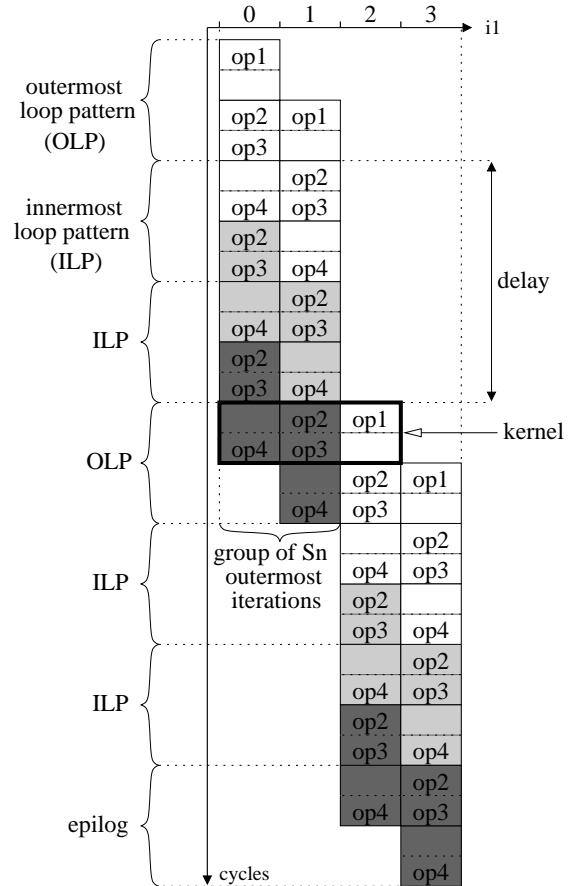 0 1 2 3 i1
op1
outermost
loop pattern
(OLP)
op2 op1
op3
op2
innermost
loop pattern
(ILP)
op4 op3
op2
op3 op4
delay
op2
ILP
op4 op3
op2
op3 op4
op2 op1
kernel
OLP
op4 op3
op2 op1
op4 op3
group of Sn
outermost
iterations
op2
ILP
op4 op3
op2
op3 op4
op2
ILP
op4 op3
op2
op3 op4
op2
epilog
op4 op3
op4
cycles